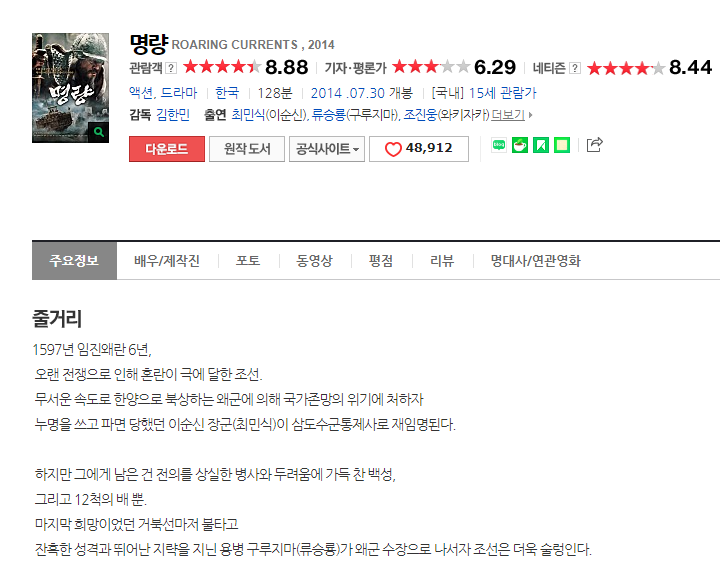 명량
명량 ROARING CURRENTS , 2014
관람객 ? 8.88 기자·평론가 6.29 네티즌 ? 8.44
액션, 드라마 한국 128분 2014 .07.30 개봉 [국내] 15세 관람가
감독 김한민 출연 최민식(이순신), 류승룡(구루지마), 조진웅(와키자카) 더보기
다운로드 원작 도서 공식사이트 48,912 blog
주요정보 배우/제작진 포토 동영상 평점 리뷰 명대사/연관영화
줄거리
1597년 임진왜란 6년,
오랜 전쟁으로 인해 혼란이 극에 달한 조선.
무서운 속도로 한양으로 북상하는 왜군에 의해 국가존망의 위기에 처하자
누명을 쓰고 파면 당했던 이순신 장군(최민식)이 삼도수군통제사로 재임명된다.
하지만 그에게 남은 건 전의를 상실한 병사와 두려움에 가득 찬 백성,
그리고 12척의 배 뿐.
마지막 희망이었던 거북선마저 불타고
잔혹한 성격과 뛰어난 지략을 지닌 용병 구루지마(류승룡)가 왜군 수장으로 나서자 조선은 더욱 술렁인다.